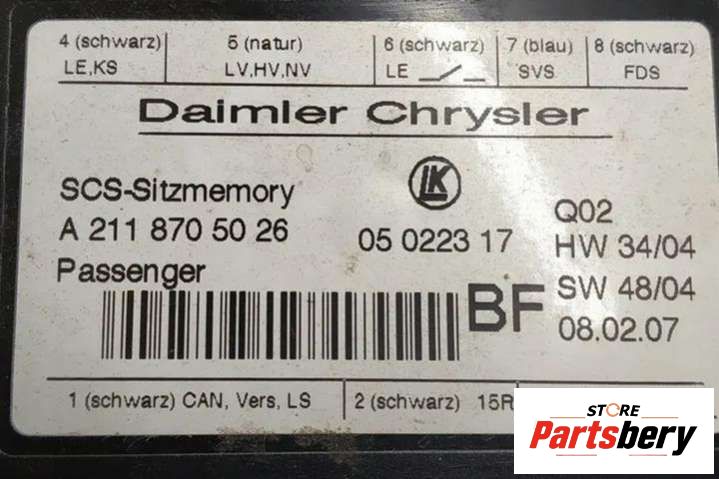 4 (schwarz) 5 (natur) 6 (schwarz) 7 (blau) 8 (schwarz)
LE,KS LV,HV,NV LE SVS FDS
Daimler Chrysler
SCS-Sitzmemory LK
A 211 870 50 26 05 0223 17 Q02
Passenger HW 34/04
BF SW 48/04
08.02.07
1 (schwarz) CAN, Vers, LS 2 (schwarz) 15R
STORE
Partsbery